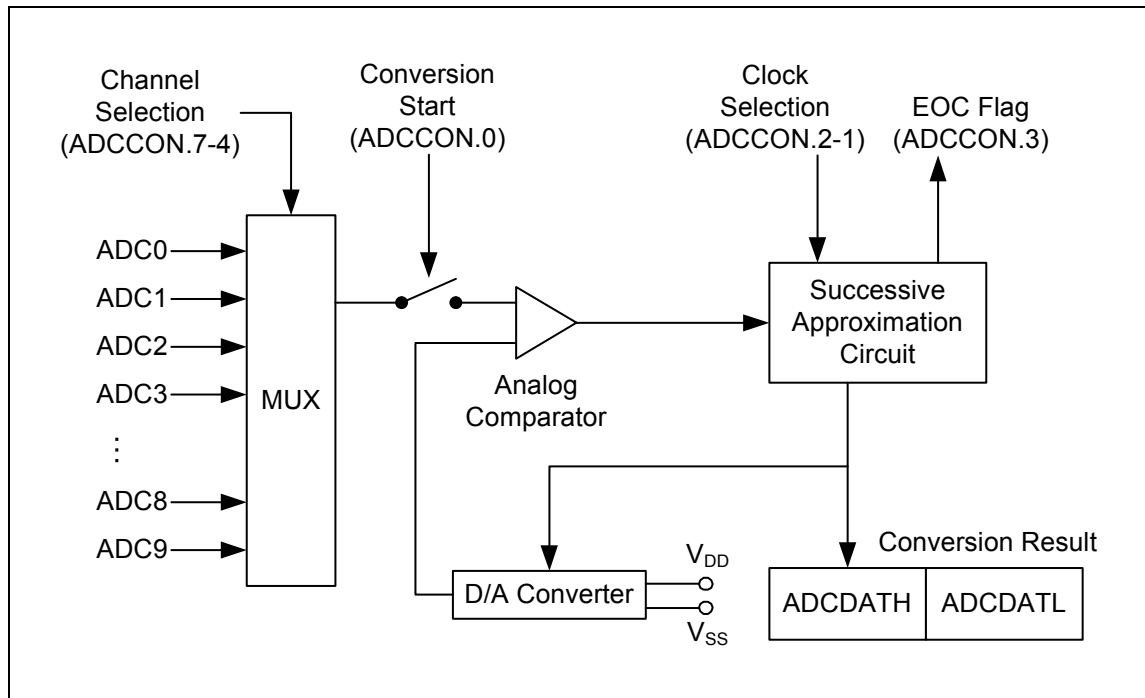 Channel
Selection
(ADCCON.7-4)
Conversion
Start
(ADCCON.0)
Clock
Selection
(ADCCON.2-1)
EOC Flag
(ADCCON.3)
ADC0
ADC1
ADC2
ADC3
⋮
ADC8
ADC9
MUX
Analog
Comparator
Successive
Approximation
Circuit
D/A Converter
VDD
VSS
Conversion Result
ADCDATH
ADCDATL